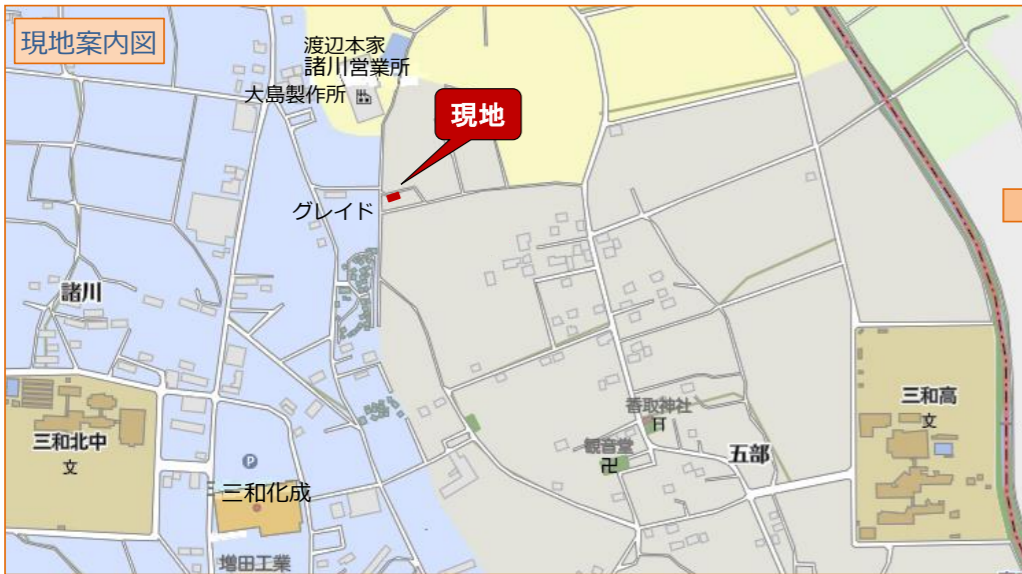 現地案内図
渡辺本家
諸川営業所
大島製作所
現地
グレイド
諸川
三和北中
文
P
三和化成
増田工業
香取神社
観音堂
卍
五部
三和高
文